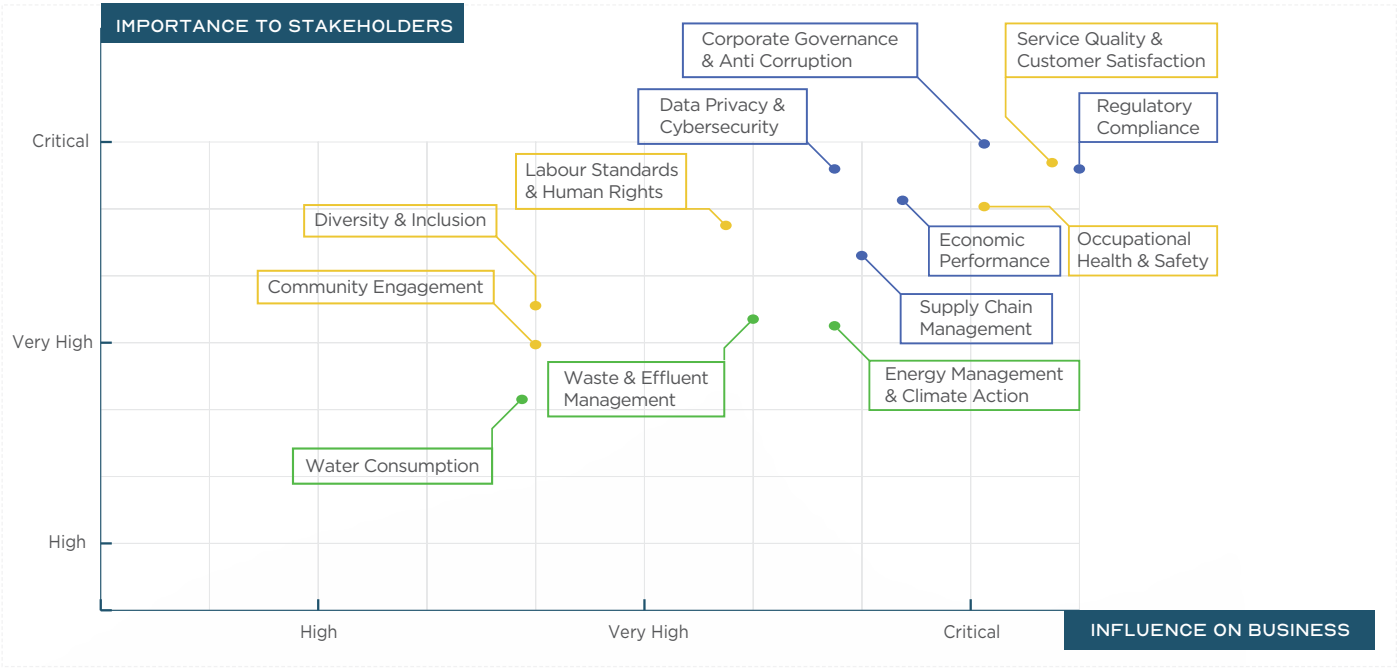 IMPORTANCE TO STAKEHOLDERS
Corporate Governance
& Anti Corruption
Service Quality &
Customer Satisfaction
Data Privacy &
Cybersecurity
Regulatory
Compliance
Critical
Labour Standards
& Human Rights
Diversity & Inclusion
Economic
Performance
Occupational
Health & Safety
Community Engagement
Supply Chain
Management
Very High
Waste & Effluent
Management
Energy Management
& Climate Action
Water Consumption
High
High
Very High
Critical
INFLUENCE ON BUSINESS